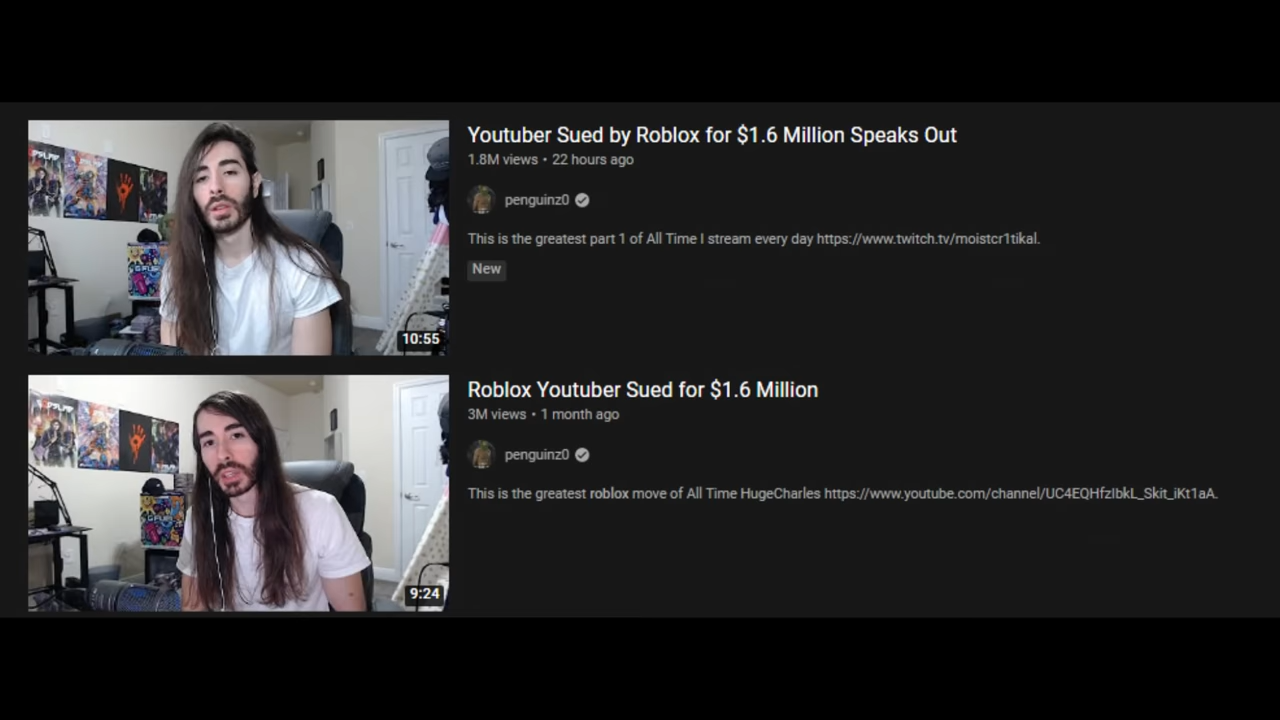 Youtuber Sued by Roblox for $1.6 Million Speaks Out
1.8M views • 22 hours ago
penguinz0
This is the greatest part 1 of All Time I stream every day https://www.twitch.tv/moistcr1tikal.
New
10:55
Roblox Youtuber Sued for $1.6 Million
3M views • 1 month ago
penguinz0
This is the greatest roblox move of All Time HugeCharles https://www.youtube.com/channel/UC4EQHfzIbkL_Skit_iKt1aA.
9:24
G FUEL